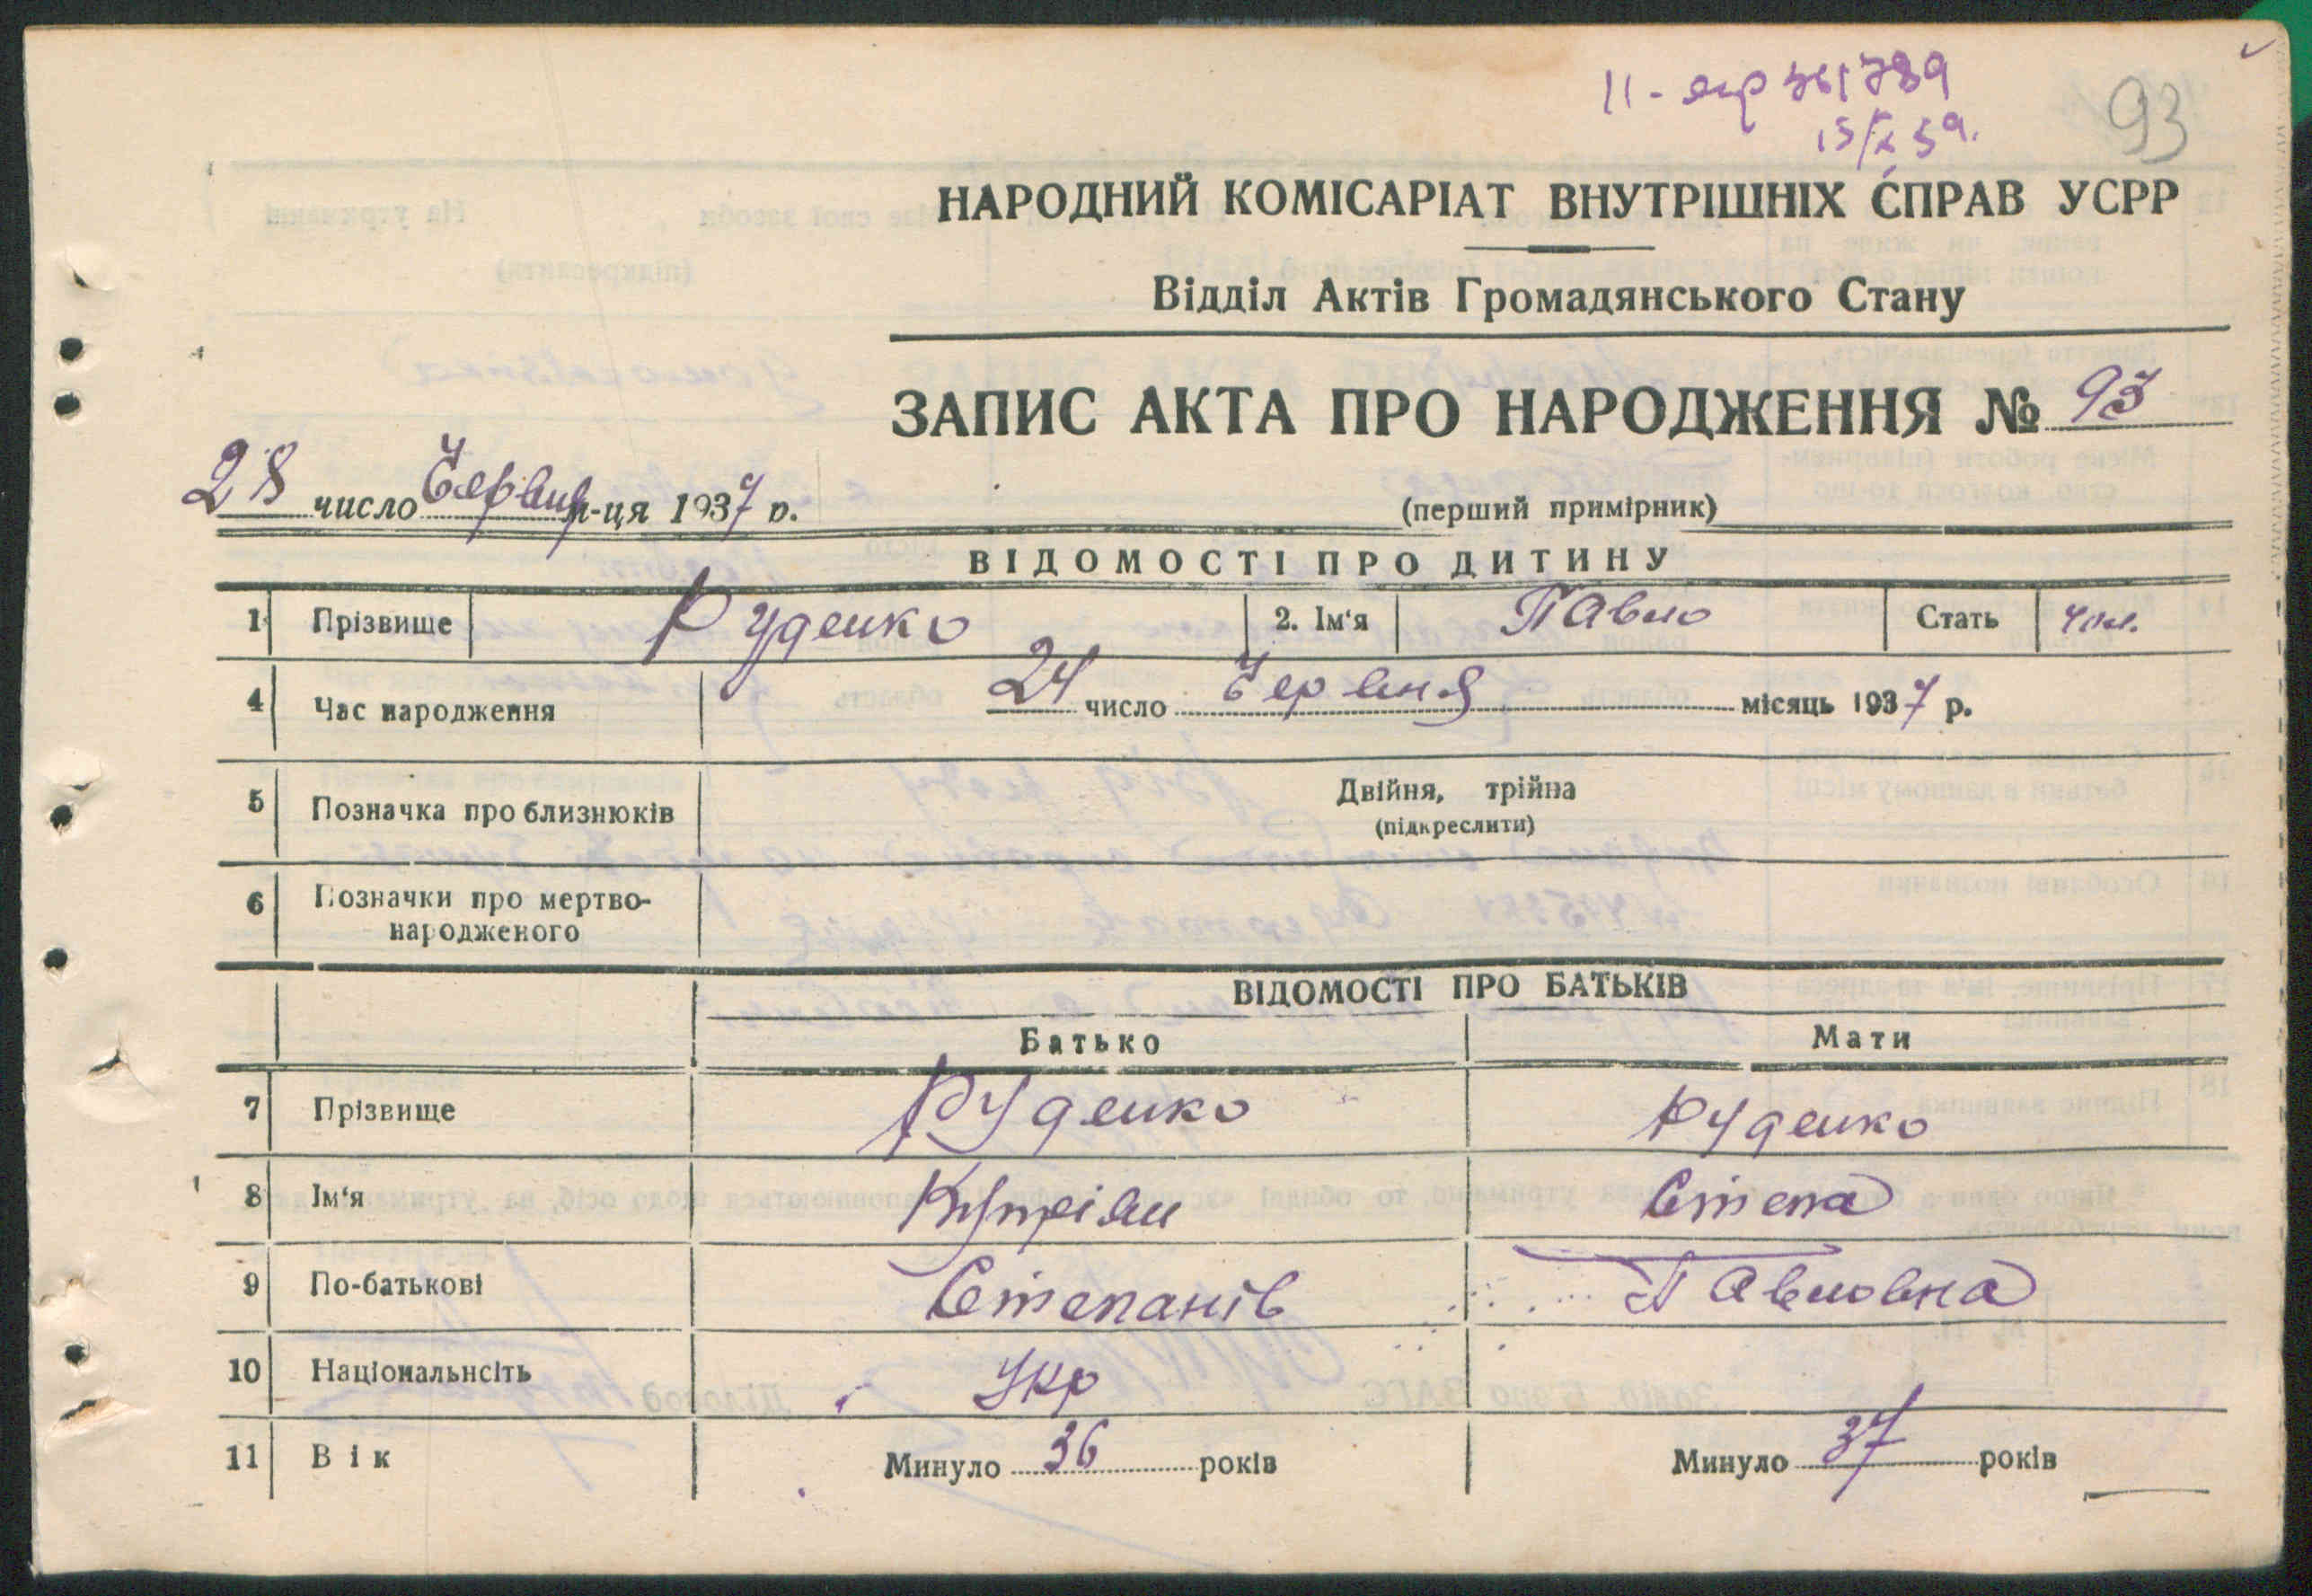 II-яср 361789
15/X 59.
93
НАРОДНИЙ КОМІСАРІАТ ВНУТРІШНІХ СПРАВ УСРР
Відділ Актів Громадянського Стану
ЗАПИС АКТА ПРО НАРОДЖЕННЯ № 93
28 число Червня м-ця 1937 р.
(перший примірник)
ВІДОМОСТІ ПРО ДИТИНУ
1 Прізвище Руденко 2. Ім'я Павло Стать чол.
4 Час народження 24 число Червня місяць 1937 р.
5 Позначка про близнюків Двійня, трійна
(підкреслити)
6 Позначки про мертво-
народженого
ВІДОМОСТІ ПРО БАТЬКІВ
Батько Мати
7 Прізвище Руденко Руденко
8 Ім'я Купріян Степа
9 По-батькові Степанів Павловна
10 Національнсіть Укр
11 Вік Минуло 36 років Минуло 37 років